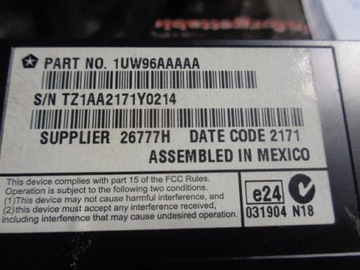 Unforgettable
PART NO. 1UW96AAAAA
S/N TZ1AA2171Y0214
SUPPLIER 26777H DATE CODE 2171
ASSEMBLED IN MEXICO
This device complies with part 15 of the FCC Rules.
Operation is subject to the following two conditions.
(1)This device may not cause harmful interference, and
(2)this device must accept any interference received,
including interference that may cause undesired operation.
e24
031904 N18